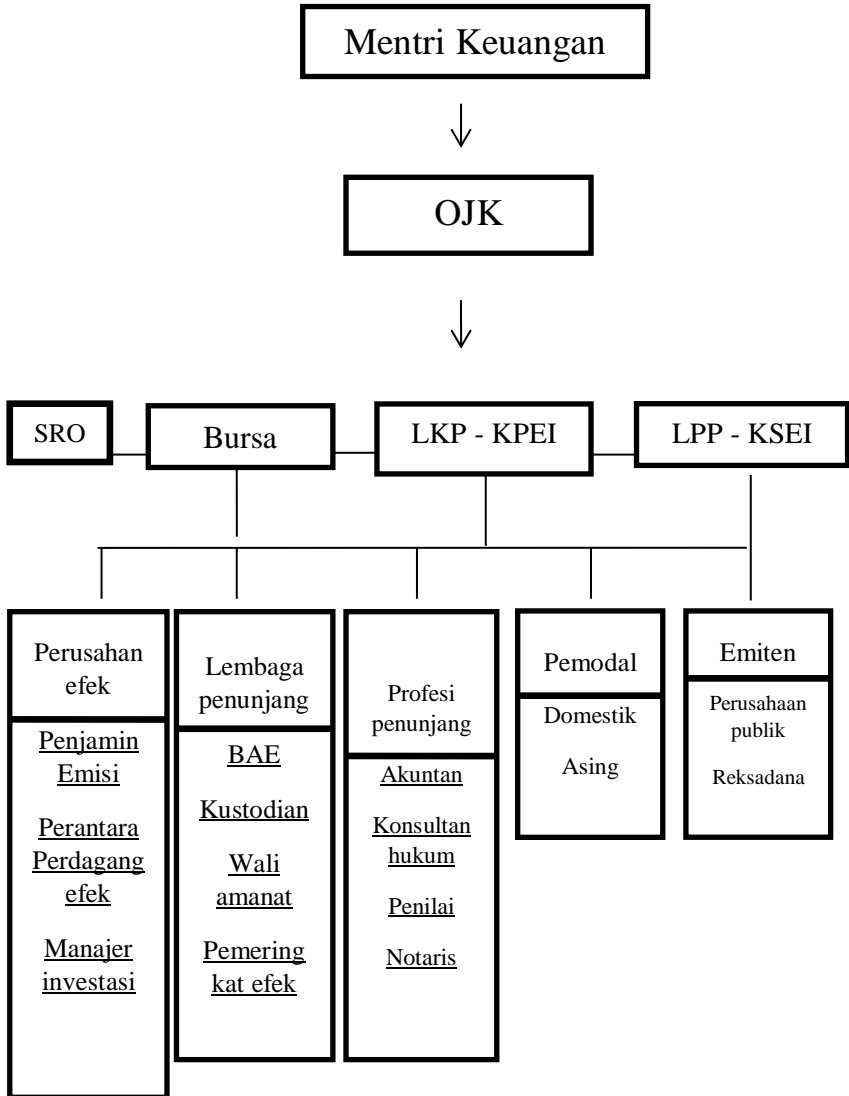 Mentri Keuangan
OJK
SRO
Bursa
LKP - KPEI
LPP - KSEI
Perusahan
efek
Penjamin
Emisi
Perantara
Perdagang
efek
Manajer
investasi
Lembaga
penunjang
BAE
Kustodian
Wali
amanat
Pemering
kat efek
Profesi
penunjang
Akuntan
Konsultan
hukum
Penilai
Notaris
Pemodal
Domestik
Asing
Emiten
Perusahaan
publik
Reksadana